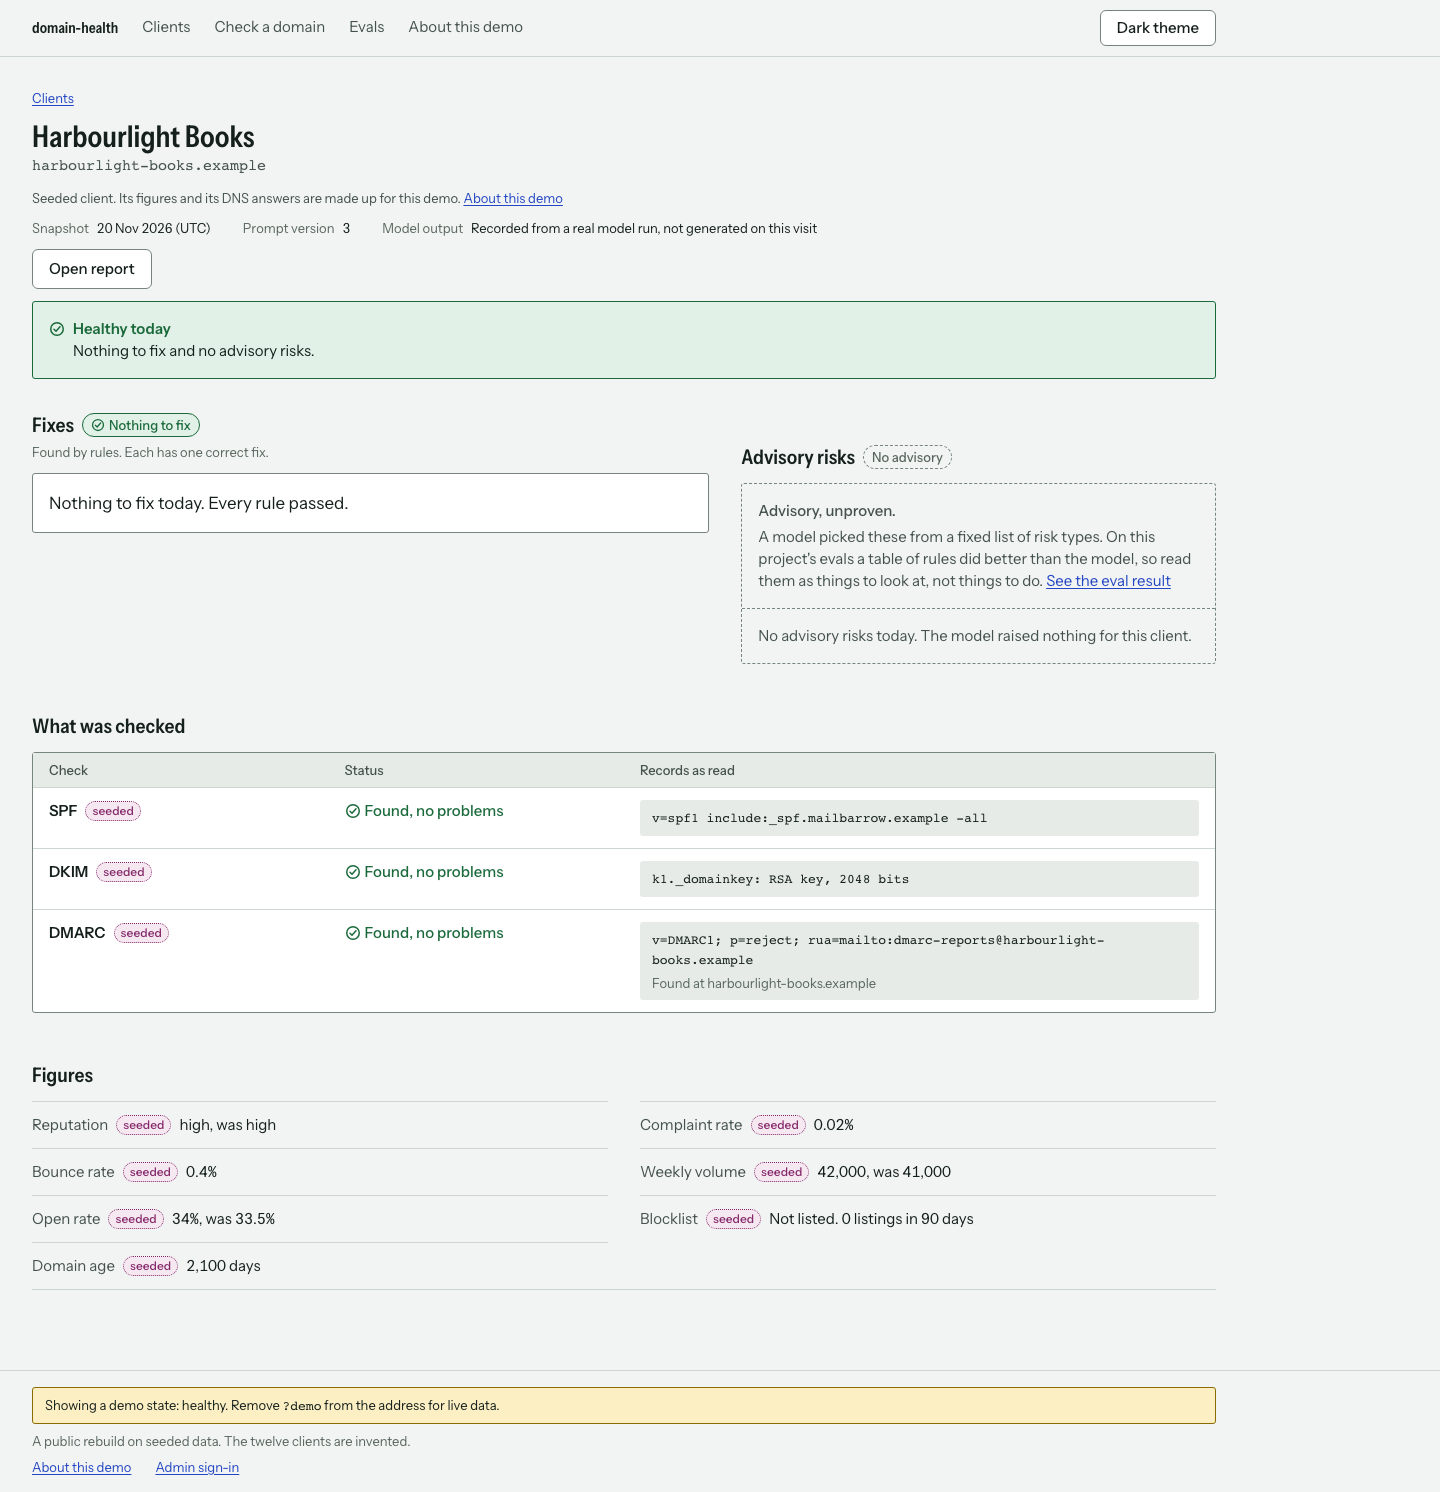 domain-health Clients Check a domain Evals About this demo Dark theme
Clients
Harbourlight Books
harbourlight-books.example
Seeded client. Its figures and its DNS answers are made up for this demo. About this demo
Snapshot 20 Nov 2026 (UTC) Prompt version 3 Model output Recorded from a real model run, not generated on this visit
Open report
Healthy today
Nothing to fix and no advisory risks.
Fixes Nothing to fix
Found by rules. Each has one correct fix.
Nothing to fix today. Every rule passed.
Advisory risks No advisory
Advisory, unproven.
A model picked these from a fixed list of risk types. On this
project's evals a table of rules did better than the model, so read
them as things to look at, not things to do. See the eval result
No advisory risks today. The model raised nothing for this client.
What was checked
Check Status Records as read
SPF seeded Found, no problems v=spf1 include:_spf.mailbarrow.example -all
DKIM seeded Found, no problems k1._domainkey: RSA key, 2048 bits
DMARC seeded Found, no problems v=DMARC1; p=reject; rua=mailto:dmarc-reports@harbourlight-
books.example
Found at harbourlight-books.example
Figures
Reputation seeded high, was high
Complaint rate seeded 0.02%
Bounce rate seeded 0.4%
Weekly volume seeded 42,000, was 41,000
Open rate seeded 34%, was 33.5%
Blocklist seeded Not listed. 0 listings in 90 days
Domain age seeded 2,100 days
Showing a demo state: healthy. Remove ?demo from the address for live data.
A public rebuild on seeded data. The twelve clients are invented.
About this demo Admin sign-in